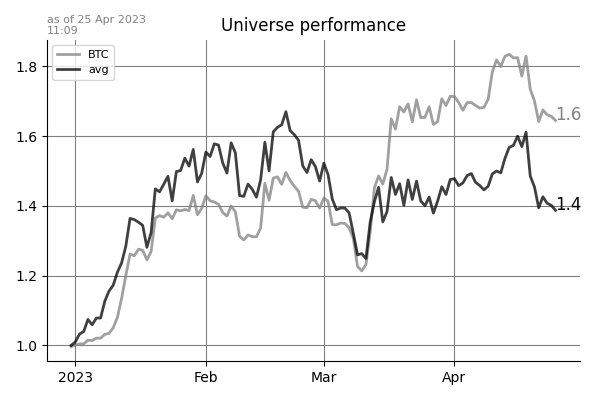 as of 25 Apr 2023
11:09
Universe performance
BTC
avg
1.8
1.6
1.4
1.2
1.0
1.6
1.4
2023
Feb
Mar
Apr